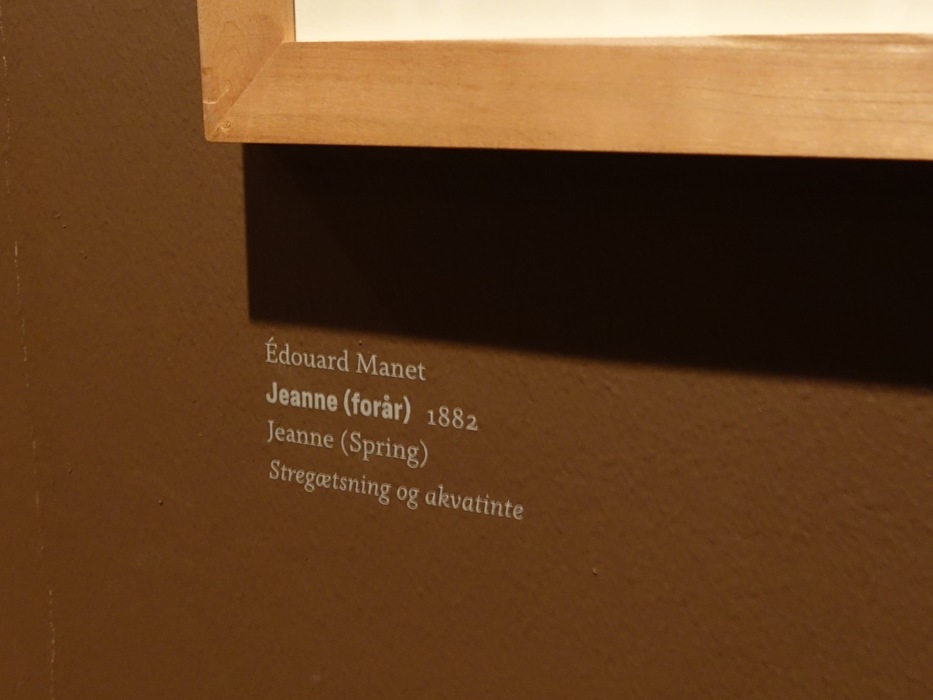 Édouard Manet
Jeanne (forår) 1882
Jeanne (Spring)
Stregætsning og akvatinte